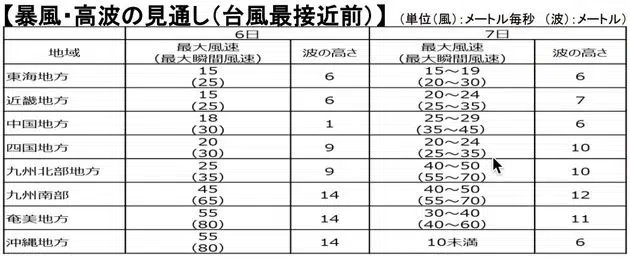 【暴風・高波の見通し(台風最接近前)】 (単位(風):メートル毎秒 (波):メートル)
6日 7日
地域 最大風速 (最大瞬間風速) 波の高さ 最大風速 (最大瞬間風速) 波の高さ
東海地方 15 (25) 6 15～19 (20～30) 6
近畿地方 15 (25) 6 20～24 (25～30) 7
中国地方 18 (30) 1 25～29 (35～45) 6
四国地方 20 (30) 9 20～24 (25～35) 10
九州北部地方 25 (35) 9 40～50 (55～70) 10
九州南部 45 (65) 14 40～50 (55～70) 12
奄美地方 55 (80) 14 30～40 (40～60) 11
沖縄地方 55 (80) 14 10未満 6